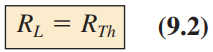 R_L = R_Th (9.2)